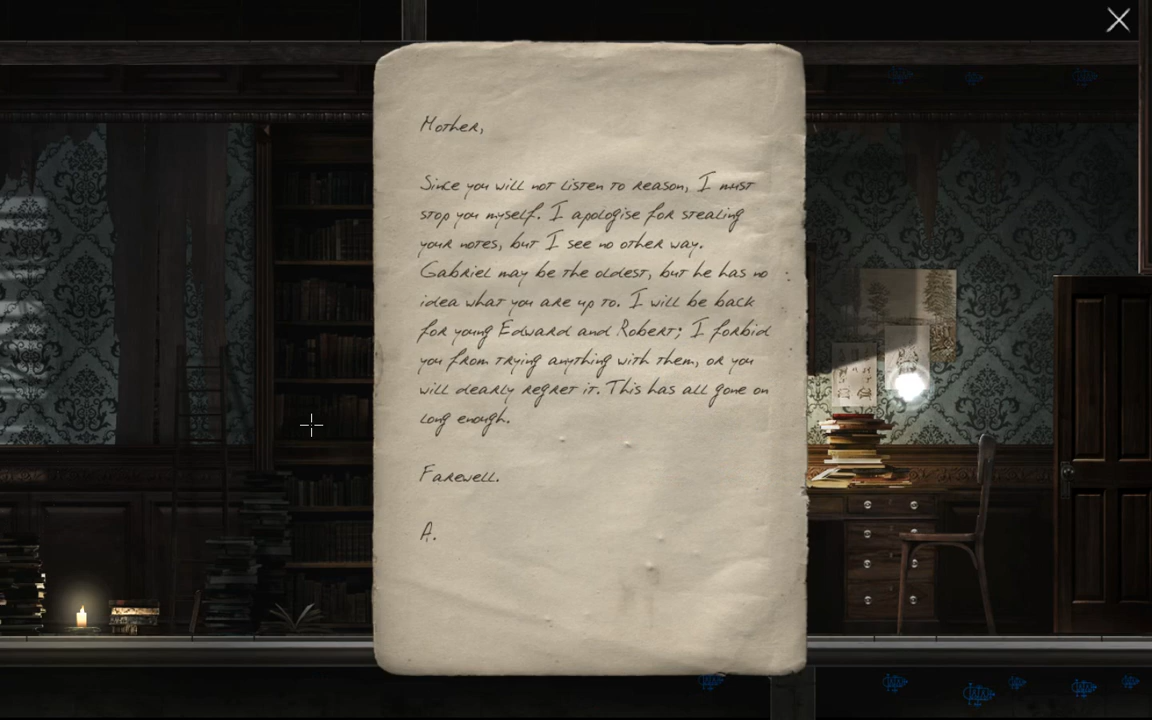 Mother,
Since you will not listen to reason, I must
stop you myself. I apologise for stealing
your notes, but I see no other way.
Gabriel may be the oldest, but he has no
idea what you are up to. I will be back
for young Edward and Robert; I forbid
you from trying anything with them, or you
will dearly regret it. This has all gone on
long enough.
Farewell.
A.